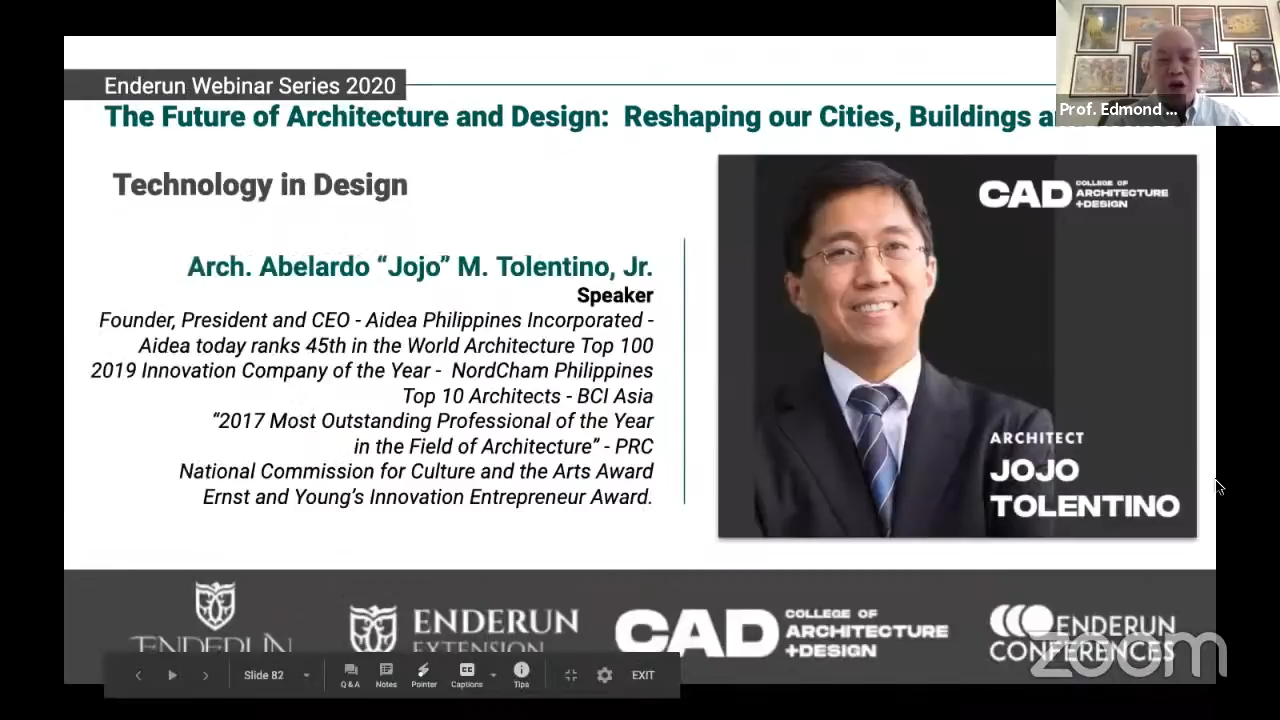 Enderun Webinar Series 2020
The Future of Architecture and Design: Reshaping our Cities, Buildings
Prof. Edmond ...
Technology in Design
Arch. Abelardo “Jojo” M. Tolentino, Jr.
Speaker
Founder, President and CEO - Aidea Philippines Incorporated -
Aidea today ranks 45th in the World Architecture Top 100
2019 Innovation Company of the Year - NordCham Philippines
Top 10 Architects - BCI Asia
“2017 Most Outstanding Professional of the Year
in the Field of Architecture” - PRC
National Commission for Culture and the Arts Award
Ernst and Young’s Innovation Entrepreneur Award.
CAD COLLEGE OF
ARCHITECTURE
+DESIGN
ARCHITECT
JOJO
TOLENTINO
ENDERUN
ENDERUN
EXTENSION
CAD COLLEGE OF
ARCHITECTURE
+DESIGN
ENDERUN
CONFERENCES
zoom
Slide 82
Q&A
Notes
Pointer
Captions
Tips
EXIT